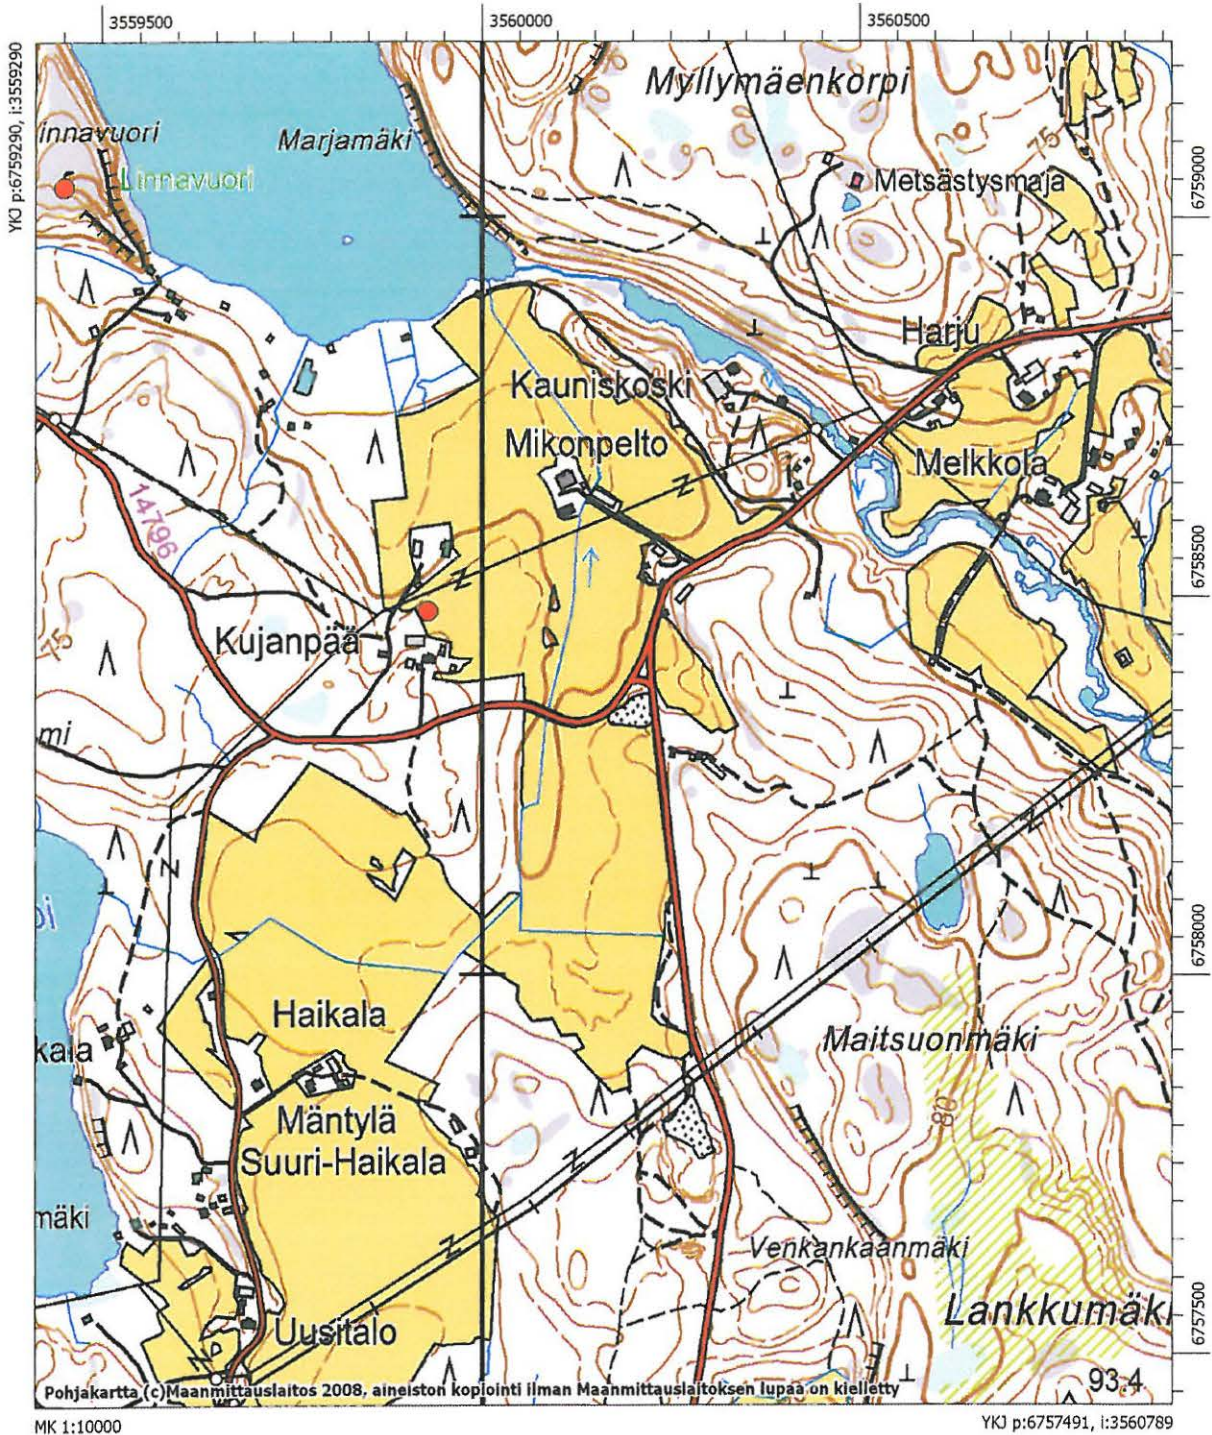 3559500
3560000
3560500
YKJ p:6759290, i:3559290
Myllymäenkorpi
innavuori
Marjamäki
75
Linnavuori
Metsästysmaja
6759000
Harju
Kauniskoski
Mikonpelto
Melkkola
14796
6758500
Kujanpää
75
mi
pi
6758000
Haikala
kala
Maitsuonmäki
80
Mäntylä
Suuri-Haikala
mäki
Venkankaanmäki
Lankkumäki
6757500
Uusitalo
93.4
Pohjakartta (c)Maanmittauslaitos 2008, aineiston kopiointi ilman Maanmittauslaitoksen lupaa on kielletty
MK 1:10000
YKJ p:6757491, i:3560789